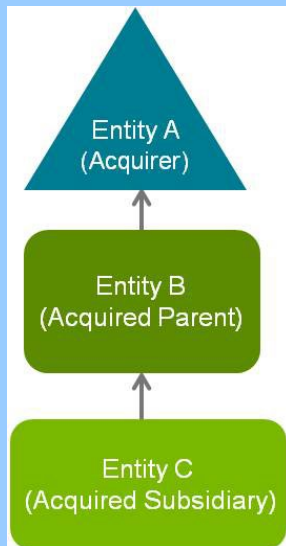 Entity A
(Acquirer)
Entity B
(Acquired Parent)
Entity C
(Acquired Subsidiary)